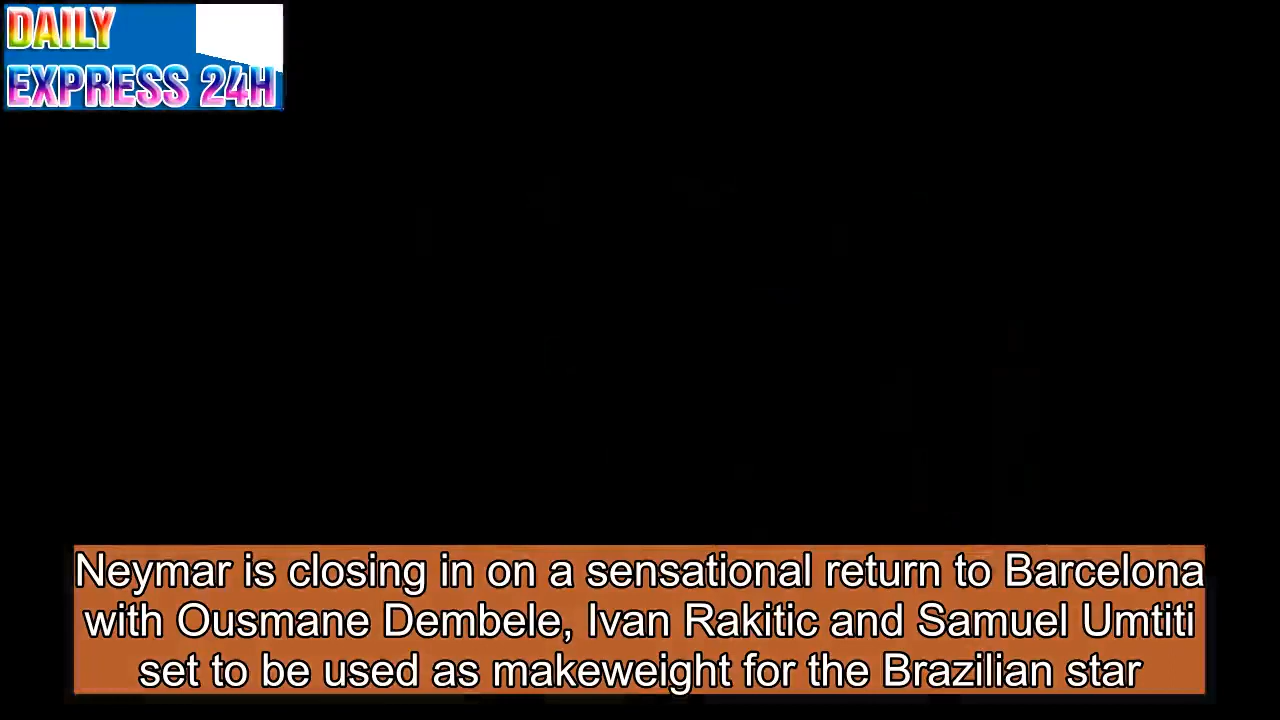 DAILY
EXPRESS 24H
Neymar is closing in on a sensational return to Barcelona
with Ousmane Dembele, Ivan Rakitic and Samuel Umtiti
set to be used as makeweight for the Brazilian star